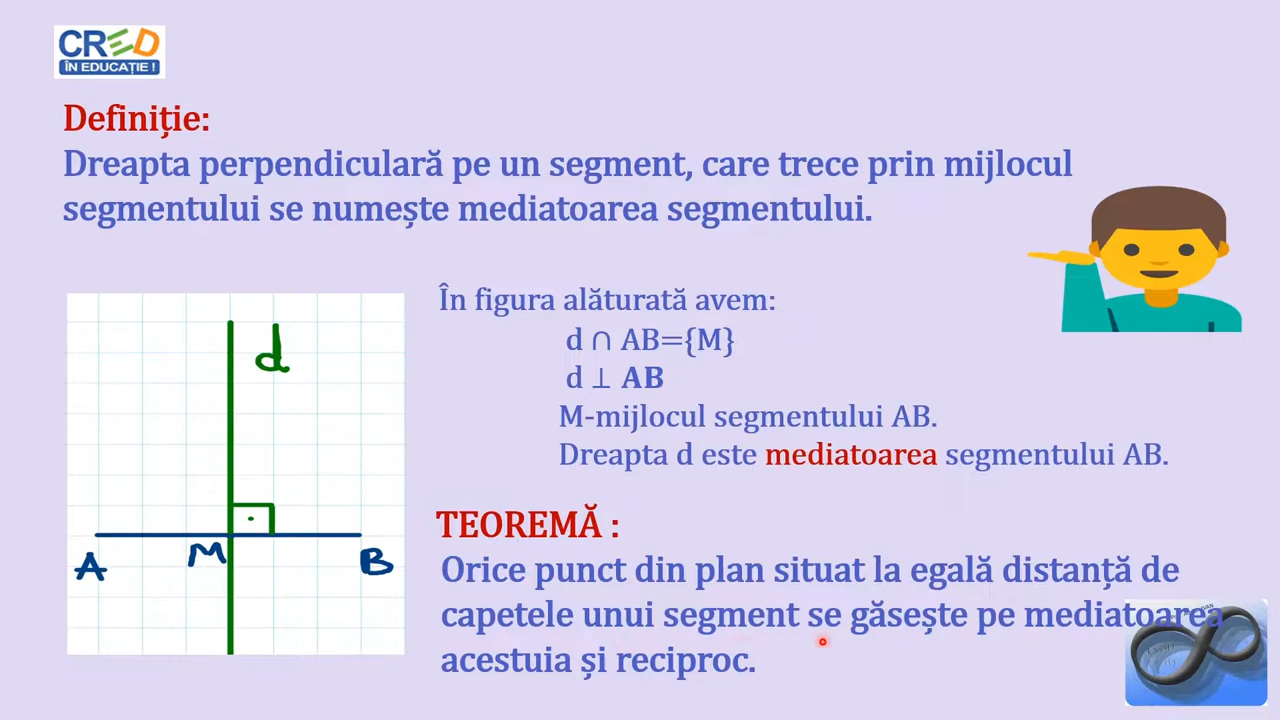 CRED
ÎN EDUCAȚIE !
Definiție:
Dreapta perpendiculară pe un segment, care trece prin mijlocul
segmentului se numește mediatoarea segmentului.
În figura alăturată avem:
d ∩ AB={M}
d ⊥ AB
M-mijlocul segmentului AB.
Dreapta d este mediatoarea segmentului AB.
d
A
M
B
TEOREMĂ :
Orice punct din plan situat la egală distanță de
capetele unui segment se găsește pe mediatoarea
acestuia și reciproc.